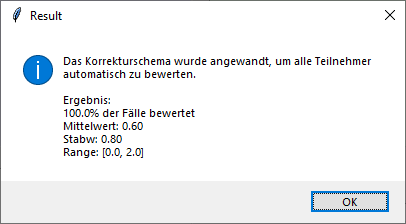 Result
Das Korrekturschema wurde angewandt, um alle Teilnehmer
automatisch zu bewerten.
Ergebnis:
100.0% der Fälle bewertet
Mittelwert: 0.60
Stabw: 0.80
Range: [0.0, 2.0]
OK